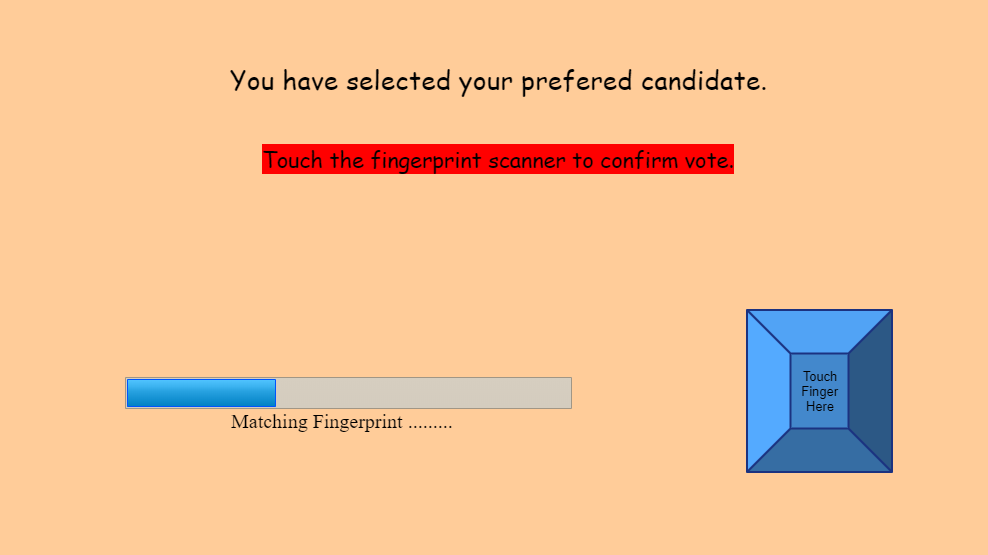 You have selected your prefered candidate.
Touch the fingerprint scanner to confirm vote.
Touch
Finger
Here
Matching Fingerprint .........